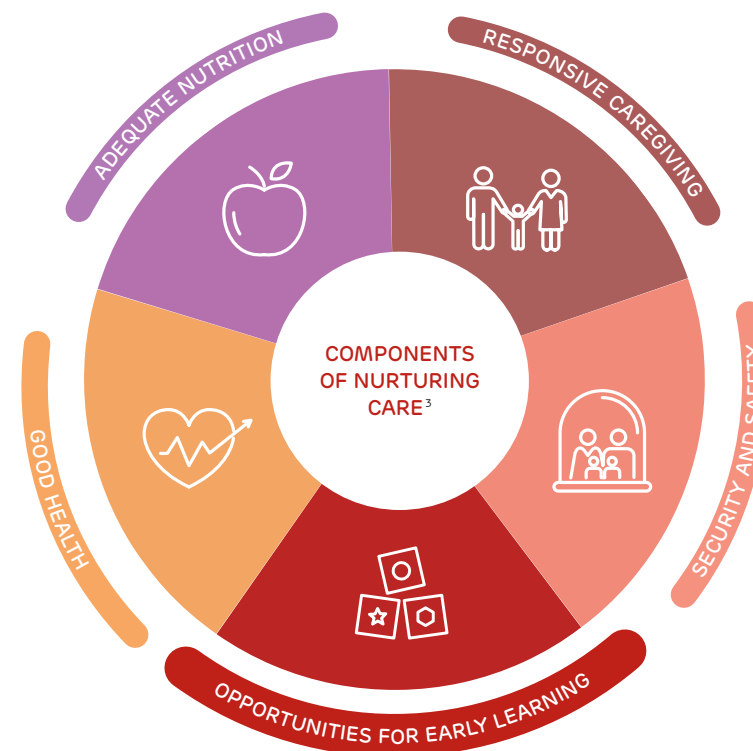 ADEQUATE NUTRITION
RESPONSIVE CAREGIVING
COMPONENTS
OF NURTURING
CARE³
GOOD HEALTH
SECURITY AND SAFETY
OPPORTUNITIES FOR EARLY LEARNING